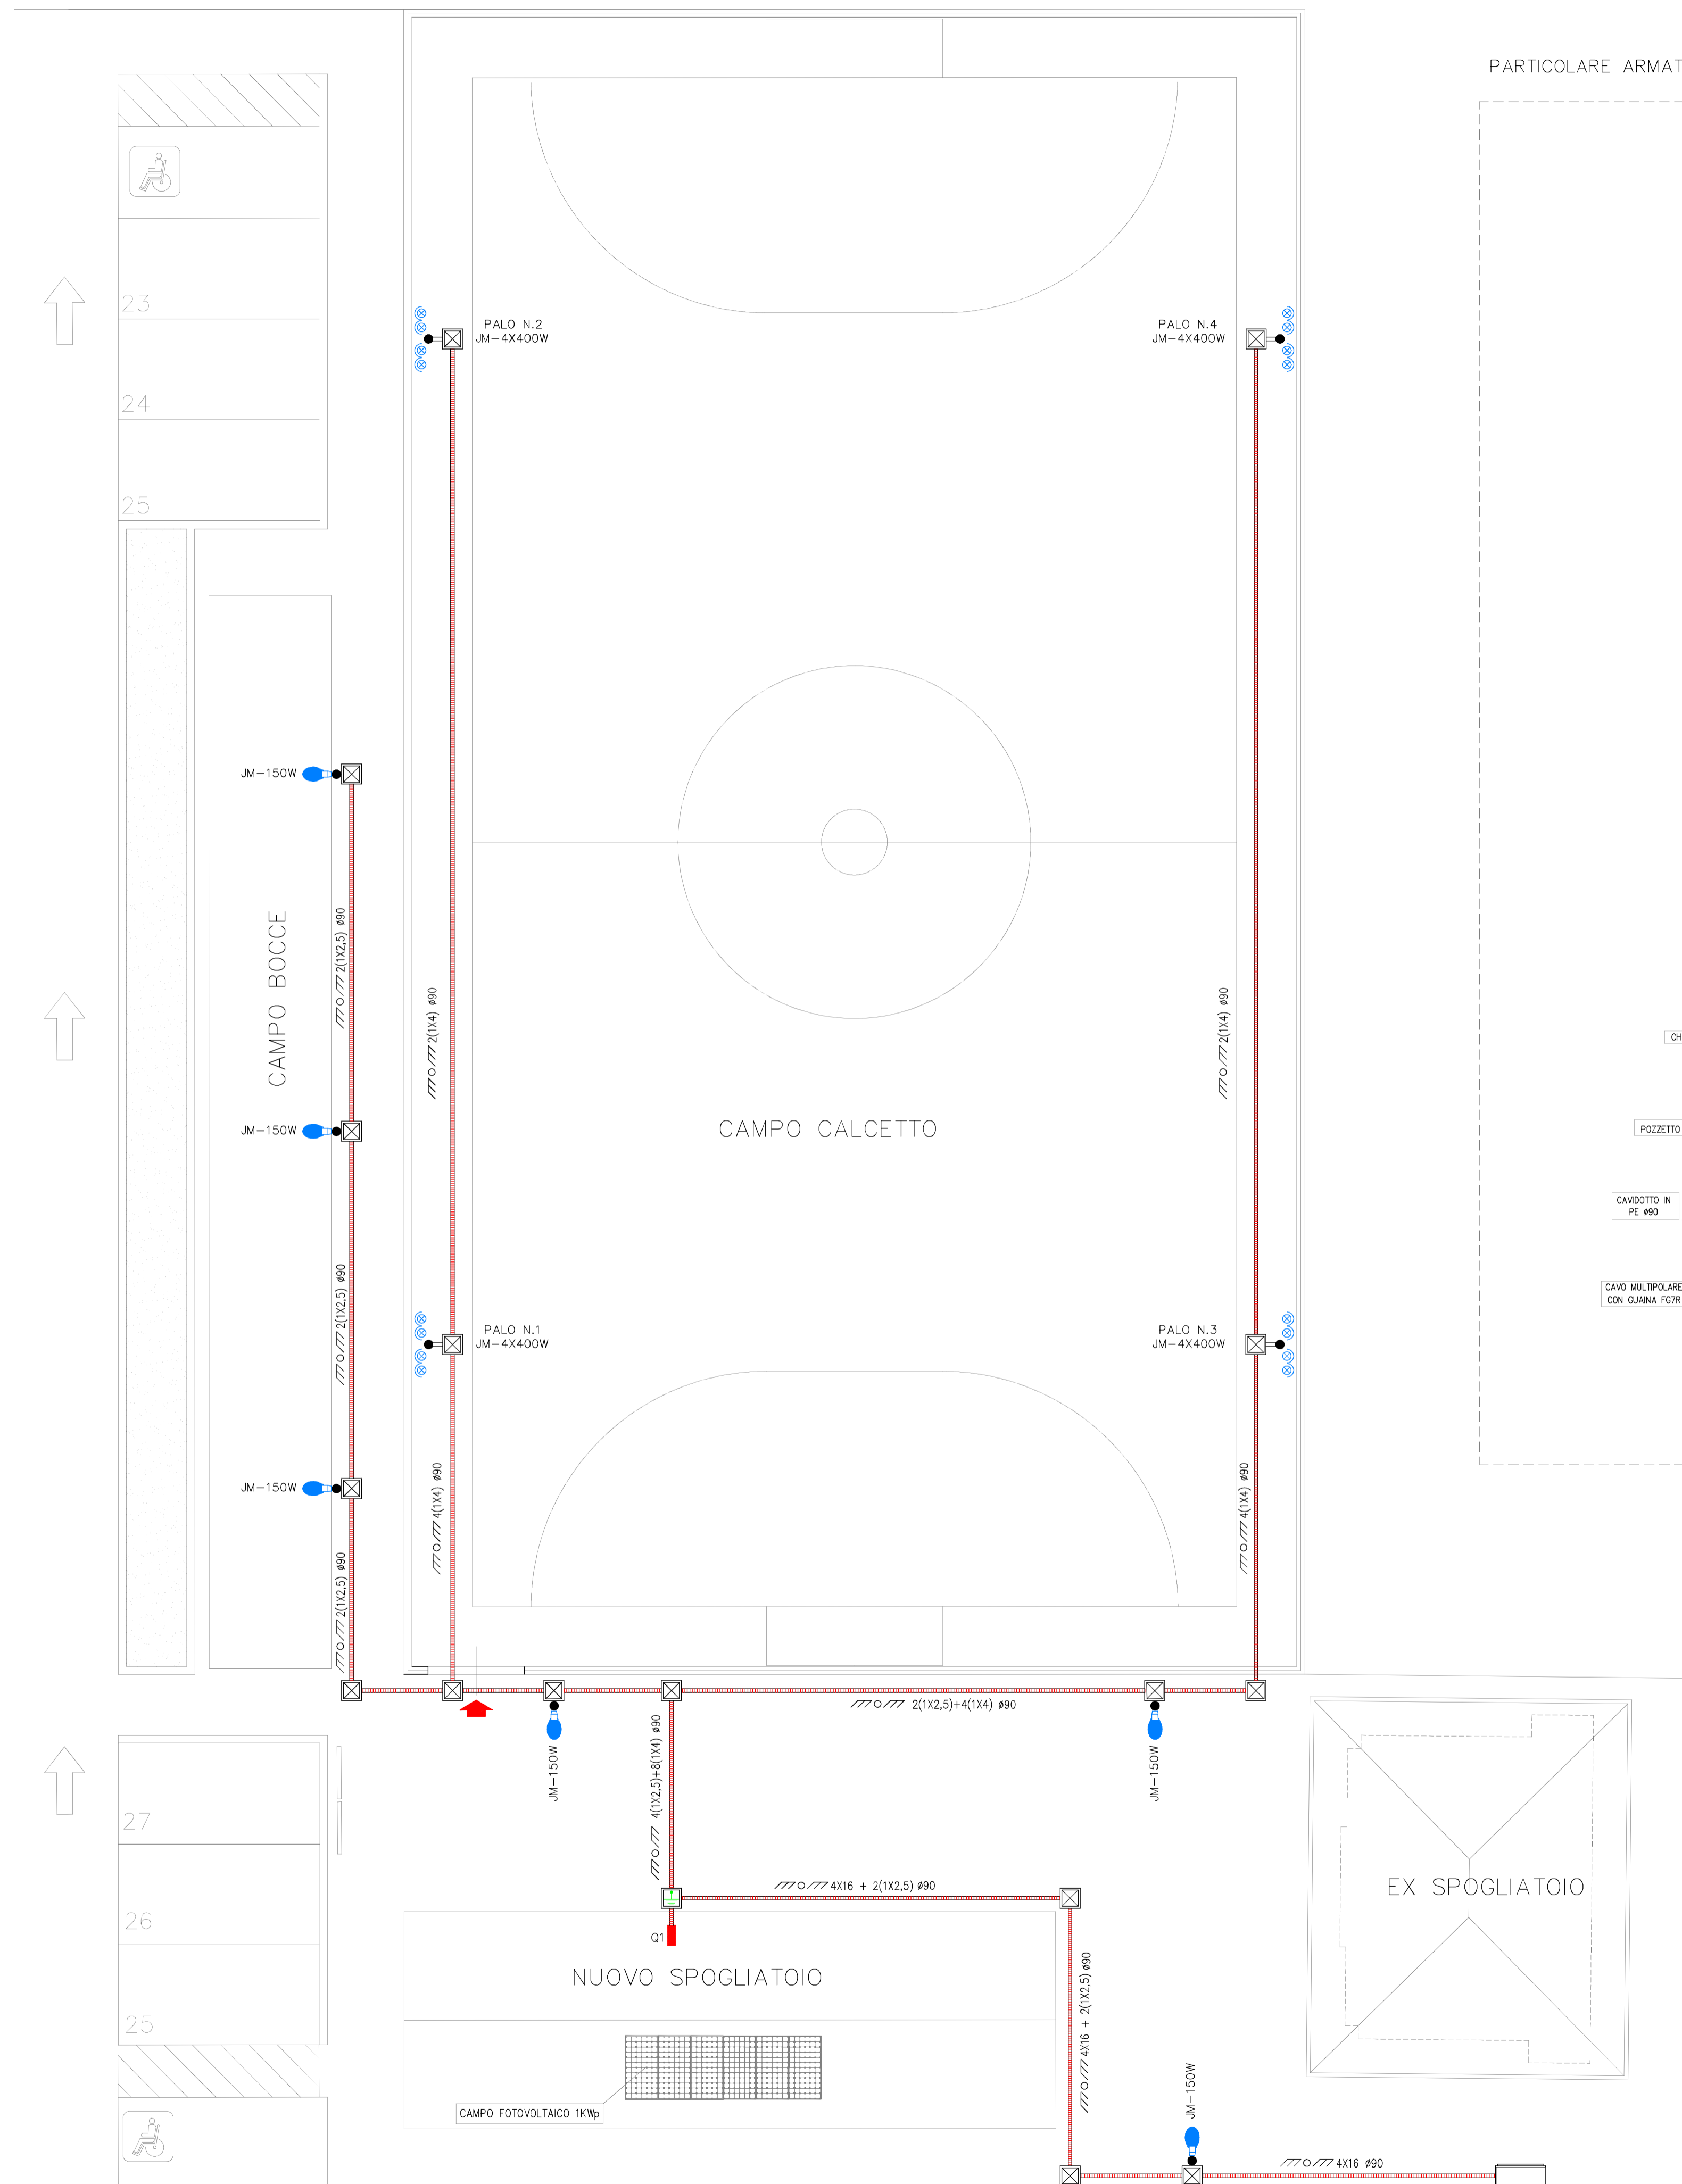 PARTICOLARE ARMAT
23
24
25
PALO N.2
JM-4X400W
PALO N.4
JM-4X400W
JM-150W
CAMPO BOCCE
2(1X2,5) ø90
2(1X4) ø90
2(1X4) ø90
CH
JM-150W
CAMPO CALCETTO
POZZETTO
CAVIDOTTO IN
PE ø90
CAVO MULTIPOLARE
CON GUAINA FG7R
2(1X2,5) ø90
PALO N.1
JM-4X400W
PALO N.3
JM-4X400W
JM-150W
4(1X4) ø90
4(1X4) ø90
2(1X2,5) ø90
2(1X2,5)+4(1X4) ø90
JM-150W
4(1X2,5)+8(1X4) ø90
JM-150W
27
26
25
4X16 + 2(1X2,5) ø90
EX SPOGLIATOIO
Q1
NUOVO SPOGLIATOIO
4X16 + 2(1X2,5) ø90
CAMPO FOTOVOLTAICO 1KWp
JM-150W
4X16 ø90